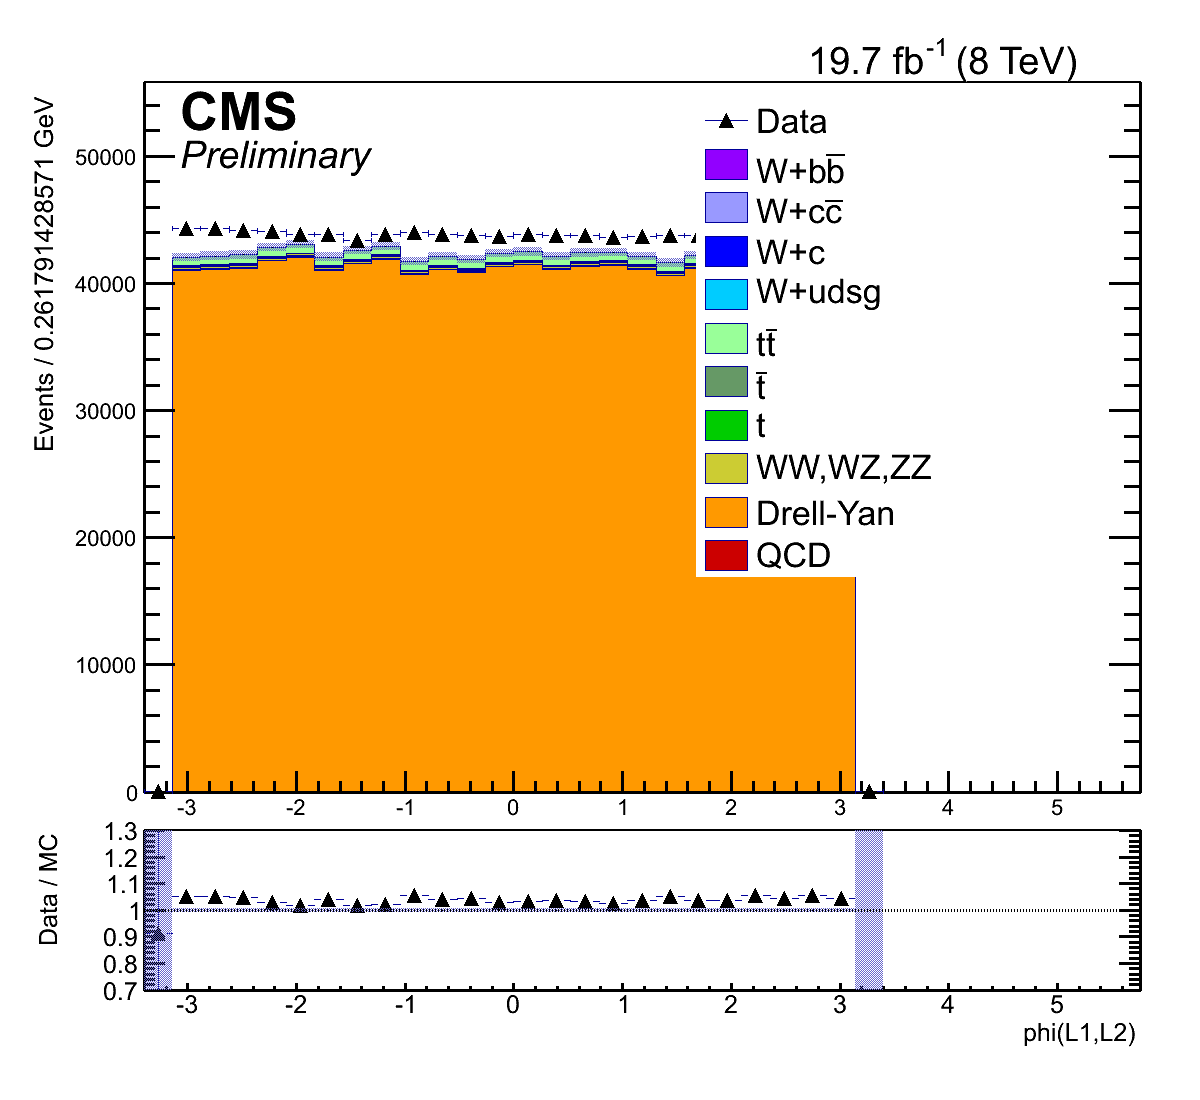 19.7 fb⁻¹ (8 TeV)
CMS
Preliminary
Events / 0.261791428571 GeV
50000
40000
30000
20000
10000
0
Data
W+bb̅
W+cc̅
W+c
W+udsg
tt̅
t̅
t
WW,WZ,ZZ
Drell-Yan
QCD
-3 -2 -1 0 1 2 3 4 5
Data / MC
1.3
1.2
1.1
1
0.9
0.8
0.7
-3 -2 -1 0 1 2 3 4 5
phi(L1,L2)